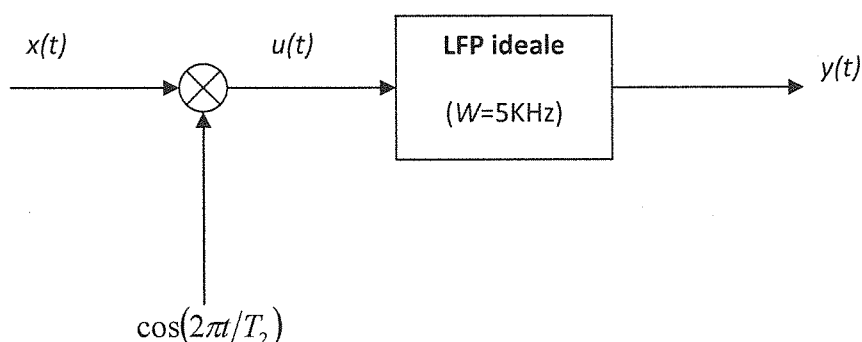 x(t)
u(t)
LFP ideale
(W=5KHz)
y(t)
cos(2πt/T₂)